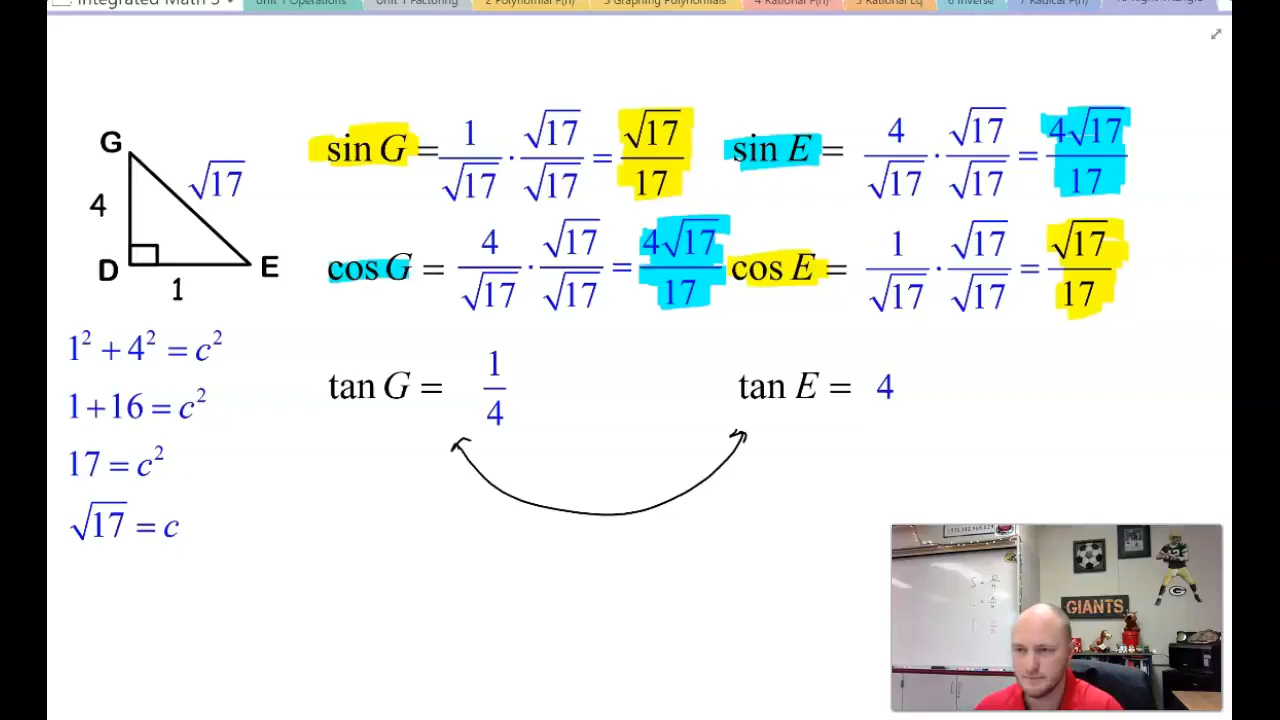 Integrated Math 3
Unit 1 Operations
Unit 1 Factoring
2 Polynomial F(n)
3 Graphing Polynomials
4 Rational F(n)
5 Rational Eq
6 Inverse
7 Radical F(n)
G
4
√17
D
1
E
sin G = 1/√17 · √17/√17 = √17/17
sin E = 4/√17 · √17/√17 = 4√17/17
cos G = 4/√17 · √17/√17 = 4√17/17
cos E = 1/√17 · √17/√17 = √17/17
1² + 4² = c²
1 + 16 = c²
17 = c²
√17 = c
tan G = 1/4
tan E = 4
GIANTS
G